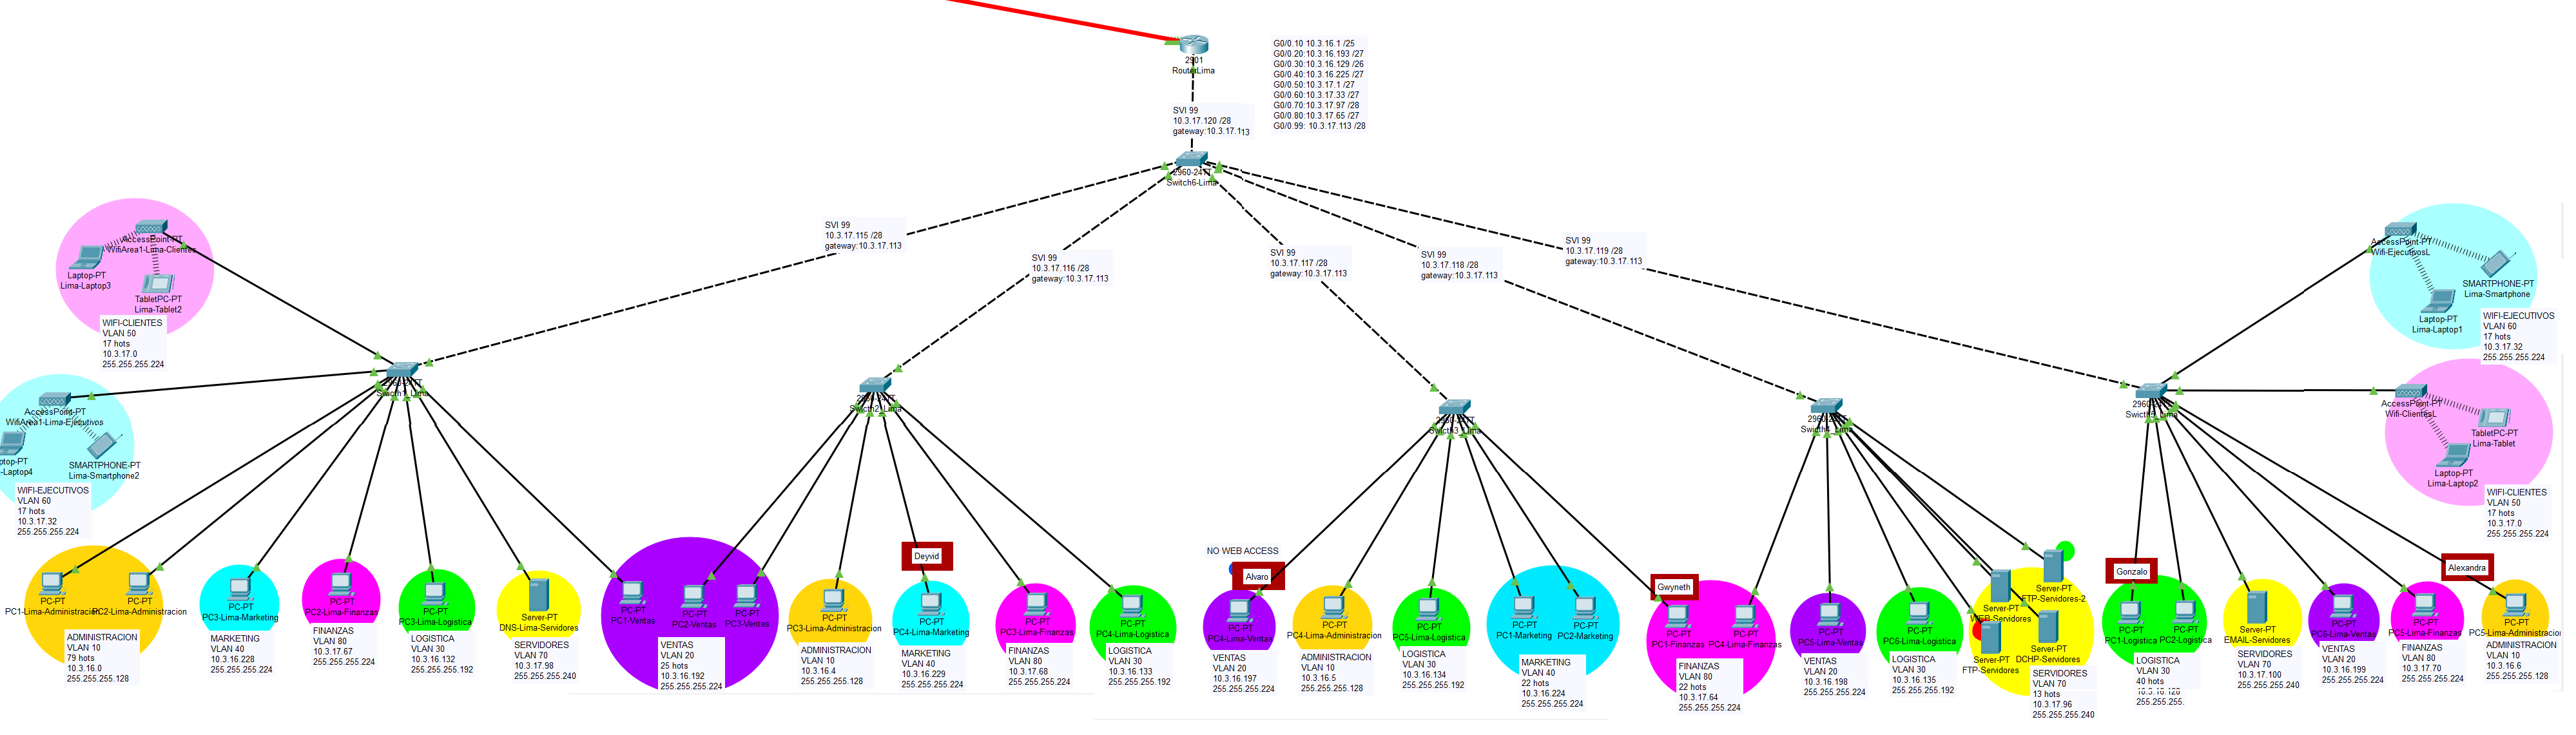 2901
RouterLima
G0/0.10 10.3.16.1 /25
G0/0.20:10.3.16.193 /27
G0/0.30:10.3.16.129 /26
G0/0.40:10.3.16.225 /27
G0/0.50:10.3.17.1 /27
G0/0.60:10.3.17.33 /27
G0/0.70:10.3.17.97 /28
G0/0.80:10.3.17.65 /27
G0/0.99: 10.3.17.113 /28
SVI 99
10.3.17.120 /28
gateway:10.3.17.113
2960-24TT
Switch6-Lima
SVI 99
10.3.17.115 /28
gateway:10.3.17.113
SVI 99
10.3.17.116 /28
gateway:10.3.17.113
SVI 99
10.3.17.117 /28
gateway:10.3.17.113
SVI 99
10.3.17.118 /28
gateway:10.3.17.113
SVI 99
10.3.17.119 /28
gateway:10.3.17.113
AccessPoint-PT
WifiArea1-Lima-Clientes
Laptop-PT
Lima-Laptop3
TabletPC-PT
Lima-Tablet2
WIFI-CLIENTES
VLAN 50
17 hots
10.3.17.0
255.255.255.224
AccessPoint-PT
WifiArea1-Lima-Ejecutivos
SMARTPHONE-PT
Lima-Smartphone2
WIFI-EJECUTIVOS
VLAN 60
17 hots
10.3.17.32
255.255.255.224
AccessPoint-PT
Wifi-EjecutivosL
SMARTPHONE-PT
Lima-Smartphone
Laptop-PT
Lima-Laptop1
WIFI-EJECUTIVOS
VLAN 60
17 hots
10.3.17.32
255.255.255.224
AccessPoint-PT
Wifi-ClientesL
TabletPC-PT
Lima-Tablet
Laptop-PT
Lima-Laptop2
WIFI-CLIENTES
VLAN 50
17 hots
10.3.17.0
255.255.255.224
PC-PT
PC1-Lima-Administracion
PC-PT
PC2-Lima-Administracion
ADMINISTRACION
VLAN 10
79 hots
10.3.16.0
255.255.255.128
PC-PT
PC3-Lima-Marketing
MARKETING
VLAN 40
10.3.16.228
255.255.255.224
PC-PT
PC2-Lima-Finanzas
FINANZAS
VLAN 80
10.3.17.67
255.255.255.224
PC-PT
PC3-Lima-Logistica
LOGISTICA
VLAN 30
10.3.16.132
255.255.255.192
Server-PT
DNS-Lima-Servidores
SERVIDORES
VLAN 70
10.3.17.98
255.255.255.240
PC-PT
PC1-Ventas
PC-PT
PC2-Ventas
PC-PT
PC3-Ventas
VENTAS
VLAN 20
25 hots
10.3.16.192
255.255.255.224
PC-PT
PC3-Lima-Administracion
ADMINISTRACION
VLAN 10
10.3.16.4
255.255.255.128
Deyvid
PC-PT
PC4-Lima-Marketing
MARKETING
VLAN 40
10.3.16.229
255.255.255.224
PC-PT
PC3-Lima-Finanzas
FINANZAS
VLAN 80
10.3.17.68
255.255.255.224
PC-PT
PC4-Lima-Logistica
LOGISTICA
VLAN 30
10.3.16.133
255.255.255.192
NO WEB ACCESS
Alvaro
PC-PT
PC4-Lima-Ventas
VENTAS
VLAN 20
10.3.16.197
255.255.255.224
PC-PT
PC4-Lima-Administracion
ADMINISTRACION
VLAN 10
10.3.16.5
255.255.255.128
PC-PT
PC5-Lima-Logistica
LOGISTICA
VLAN 30
10.3.16.134
255.255.255.192
PC-PT
PC1-Marketing
PC-PT
PC2-Marketing
MARKETING
VLAN 40
22 hots
10.3.16.224
255.255.255.224
Gwyneth
PC-PT
PC1-Finanzas
PC-PT
PC4-Lima-Finanzas
FINANZAS
VLAN 80
22 hots
10.3.17.64
255.255.255.224
PC-PT
PC5-Lima-Ventas
VENTAS
VLAN 20
10.3.16.198
255.255.255.224
PC-PT
PC6-Lima-Logistica
LOGISTICA
VLAN 30
10.3.16.135
255.255.255.192
Server-PT
FTP-Servidores-2
Server-PT
WEB-Servidores
Server-PT
FTP-Servidores
Server-PT
DCHP-Servidores
SERVIDORES
VLAN 70
13 hots
10.3.17.96
255.255.255.240
Gonzalo
PC-PT
PC1-Logistica
PC-PT
PC2-Logistica
LOGISTICA
VLAN 30
40 hots
10.3.16.128
255.255.255.
Server-PT
EMAIL-Servidores
SERVIDORES
VLAN 70
10.3.17.100
255.255.255.240
PC-PT
PC6-Lima-Ventas
VENTAS
VLAN 20
10.3.16.199
255.255.255.224
PC-PT
PC5-Lima-Finanzas
FINANZAS
VLAN 80
10.3.17.70
255.255.255.224
Alexandra
PC-PT
PC5-Lima-Administracion
ADMINISTRACION
VLAN 10
10.3.16.6
255.255.255.128